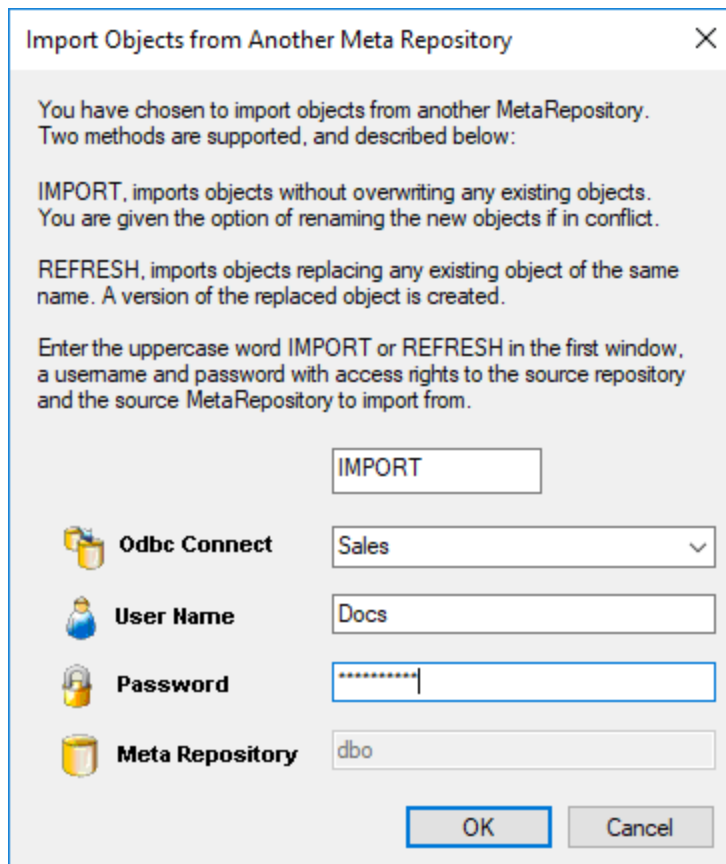 Import Objects from Another Meta Repository
You have chosen to import objects from another MetaRepository.
Two methods are supported, and described below:
IMPORT, imports objects without overwriting any existing objects.
You are given the option of renaming the new objects if in conflict.
REFRESH, imports objects replacing any existing object of the same
name. A version of the replaced object is created.
Enter the uppercase word IMPORT or REFRESH in the first window,
a username and password with access rights to the source repository
and the source MetaRepository to import from.
IMPORT
Odbc Connect Sales
User Name Docs
Password **********
Meta Repository dbo
OK Cancel